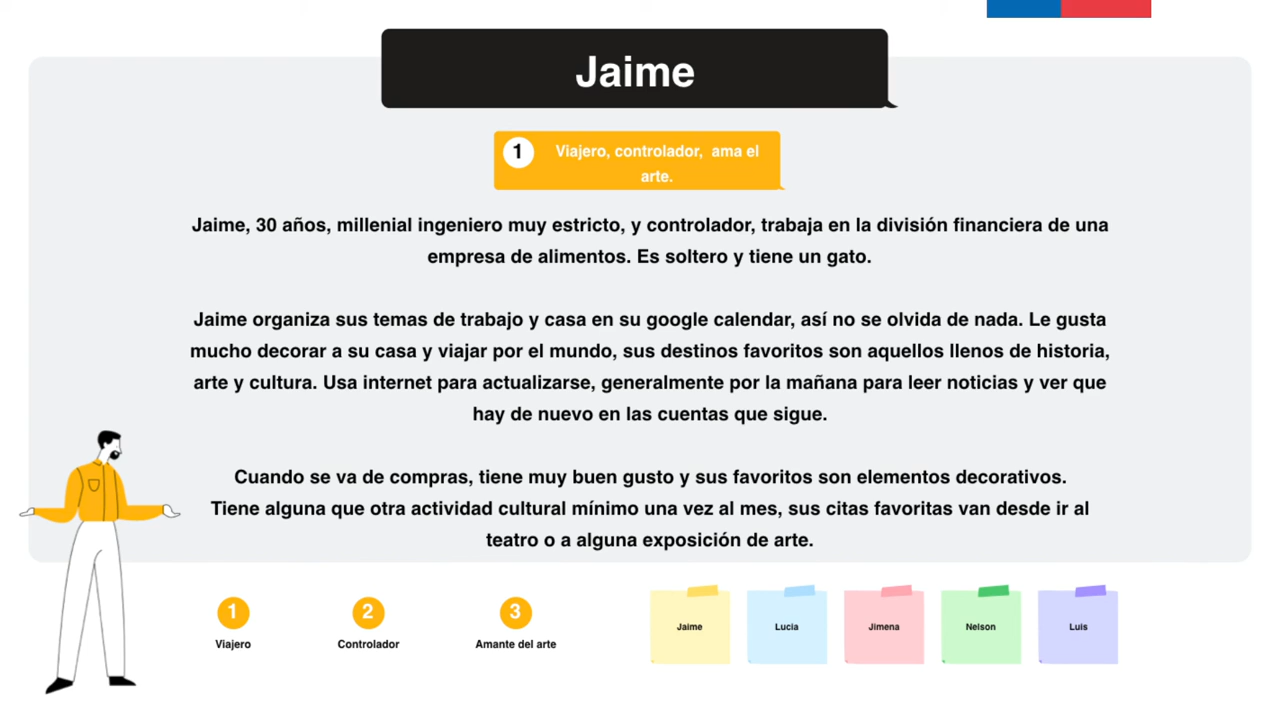 Jaime
1
Viajero, controlador, ama el
arte.
Jaime, 30 años, millenial ingeniero muy estricto, y controlador, trabaja en la división financiera de una
empresa de alimentos. Es soltero y tiene un gato.
Jaime organiza sus temas de trabajo y casa en su google calendar, así no se olvida de nada. Le gusta
mucho decorar a su casa y viajar por el mundo, sus destinos favoritos son aquellos llenos de historia,
arte y cultura. Usa internet para actualizarse, generalmente por la mañana para leer noticias y ver que
hay de nuevo en las cuentas que sigue.
Cuando se va de compras, tiene muy buen gusto y sus favoritos son elementos decorativos.
Tiene alguna que otra actividad cultural mínimo una vez al mes, sus citas favoritas van desde ir al
teatro o a alguna exposición de arte.
1
Viajero
2
Controlador
3
Amante del arte
Jaime
Lucia
Jimena
Nelson
Luis